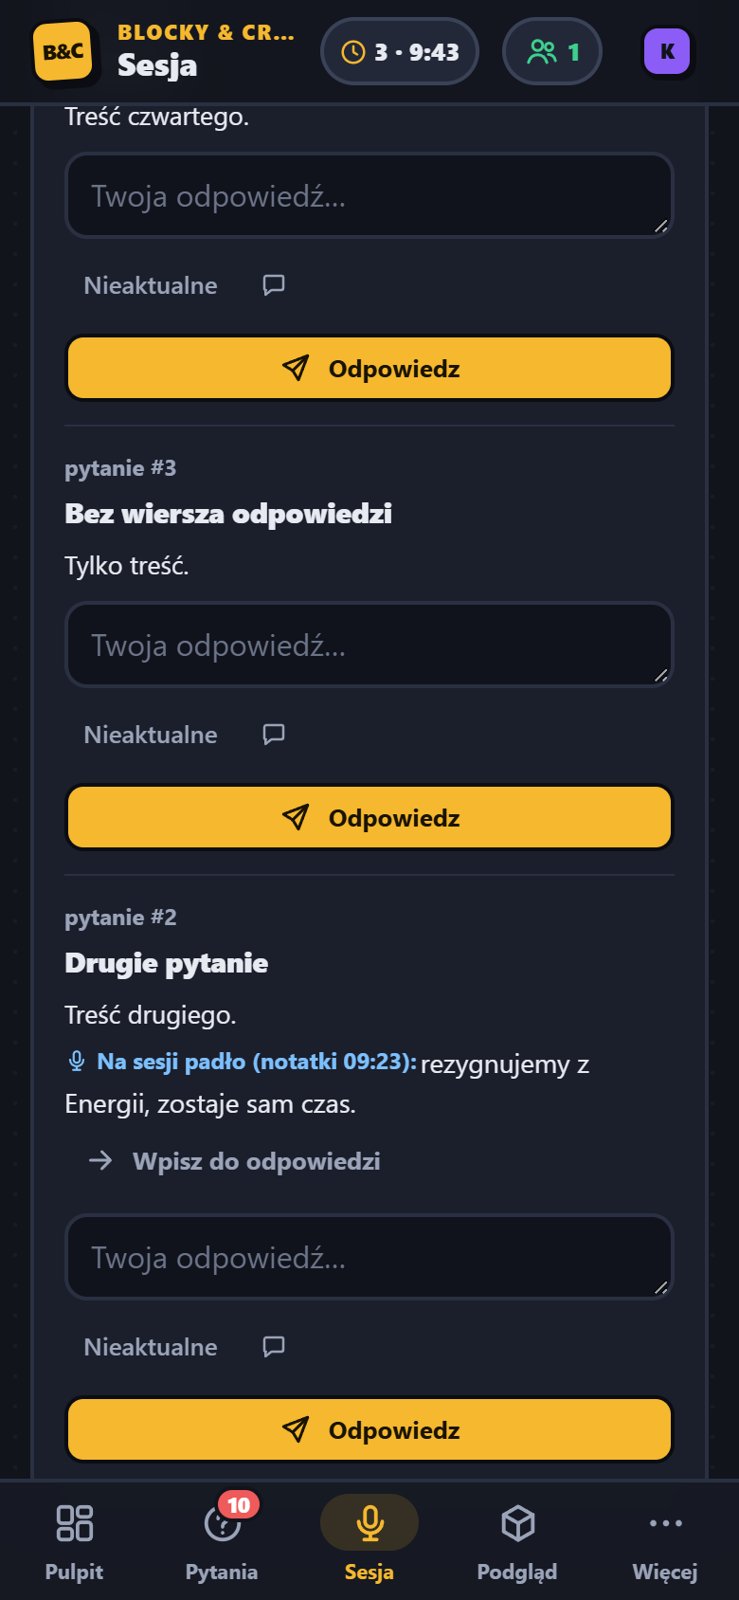 B&C
BLOCKY & CR...
Sesja
3 · 9:43
1
K
Treść czwartego.
Twoja odpowiedź...
Nieaktualne
Odpowiedz
pytanie #3
Bez wiersza odpowiedzi
Tylko treść.
Twoja odpowiedź...
Nieaktualne
Odpowiedz
pytanie #2
Drugie pytanie
Treść drugiego.
Na sesji padło (notatki 09:23): rezygnujemy z
Energii, zostaje sam czas.
Wpisz do odpowiedzi
Twoja odpowiedź...
Nieaktualne
Odpowiedz
10
Pulpit
Pytania
Sesja
Podgląd
Więcej